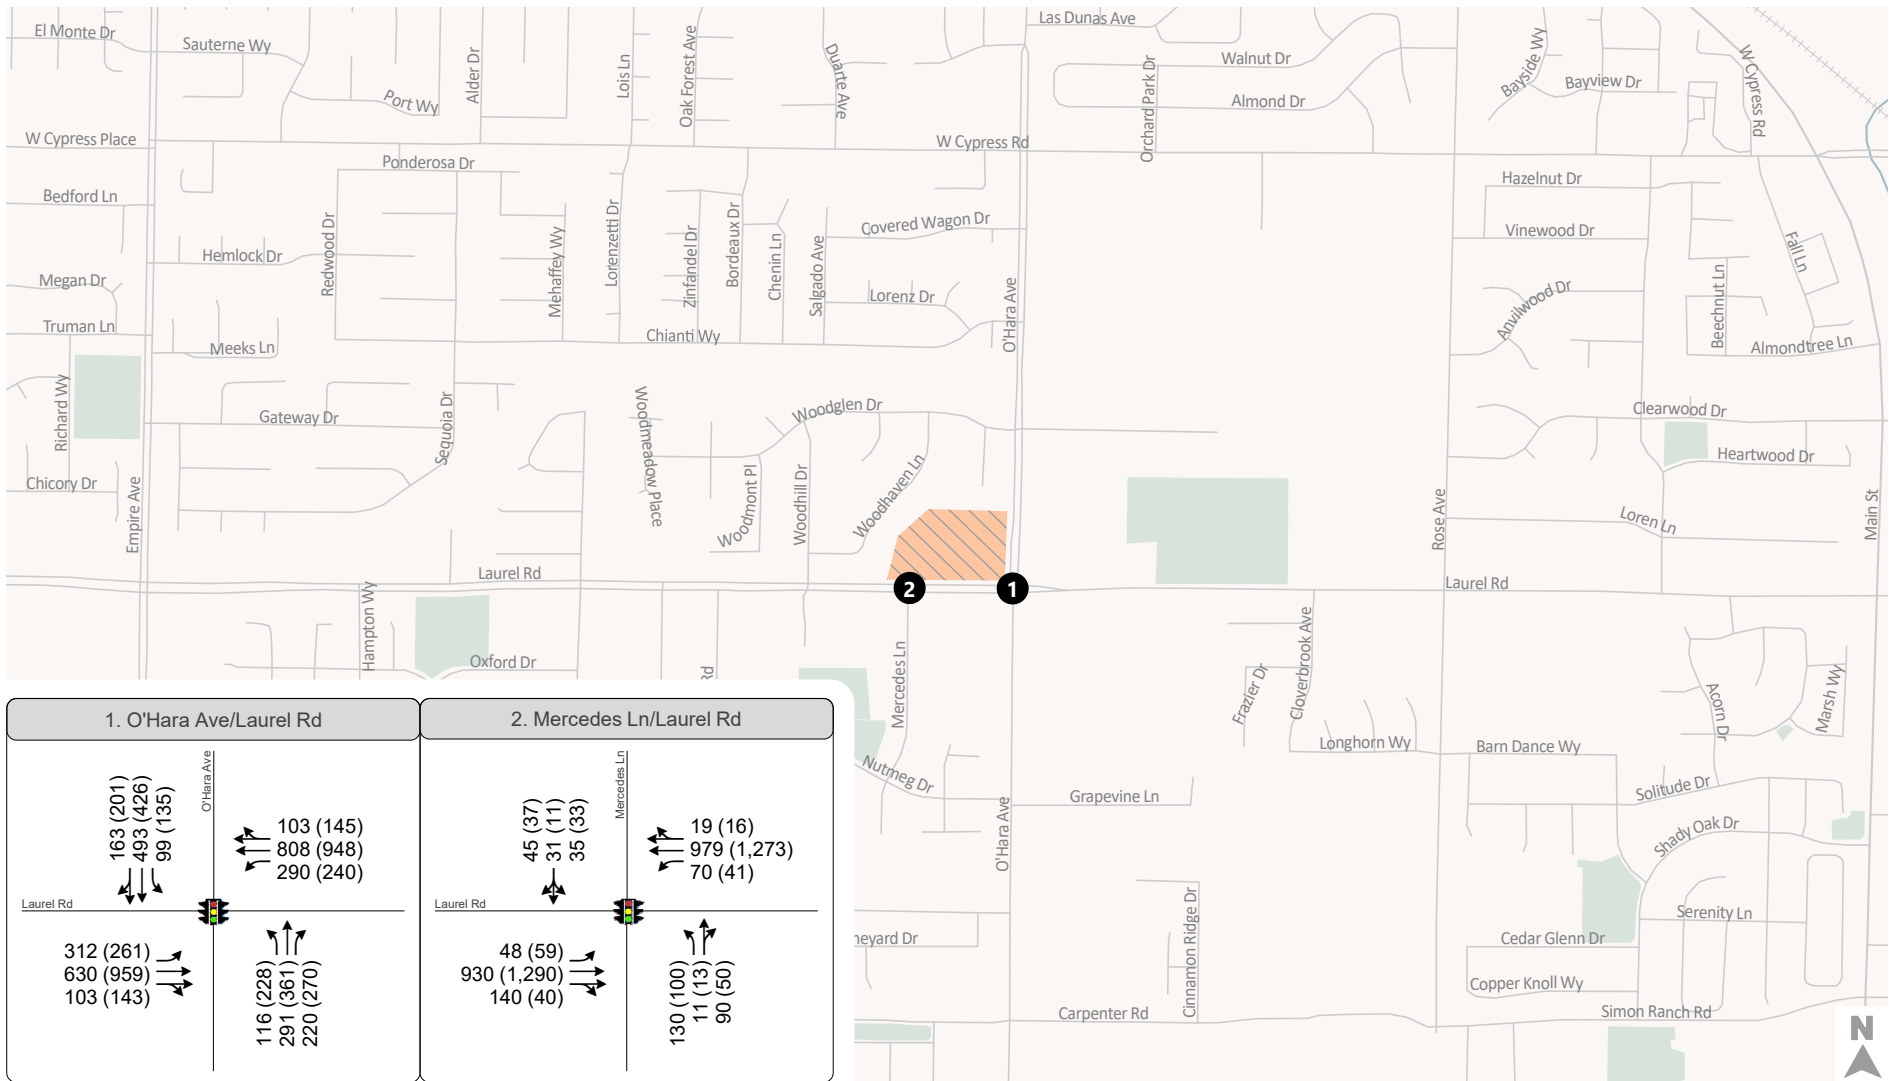 El Monte Dr
Sauterne Wy
Port Wy
Alder Dr
Lois Ln
Oak Forest Ave
Duarte Ave
Las Dunas Ave
Walnut Dr
Almond Dr
Orchard Park Dr
Bayside Wy
Bayview Dr
W Cypress Rd
W Cypress Place
Ponderosa Dr
W Cypress Rd
Bedford Ln
Hemlock Dr
Redwood Dr
Mehaffey Wy
Lorenzetti Dr
Zinfandel Dr
Bordeaux Dr
Chenin Ln
Salgado Ave
Covered Wagon Dr
Lorenz Dr
O'Hara Ave
Hazelnut Dr
Vinewood Dr
Anvilwood Dr
Beechnut Ln
Fall Ln
Almondtree Ln
Megan Dr
Truman Ln
Meeks Ln
Chianti Wy
Richard Wy
Gateway Dr
Sequoia Dr
Woodmeadow Place
Woodglen Dr
Woodmont Pl
Woodhill Dr
Woodhaven Ln
Clearwood Dr
Heartwood Dr
Chicory Dr
Empire Ave
Rose Ave
Loren Ln
Main St
Laurel Rd
2
1
Laurel Rd
Hampton Wy
Oxford Dr
Rd
Mercedes Ln
Nutmeg Dr
Frazier Dr
Cloverbrook Ave
Longhorn Wy
Barn Dance Wy
Acorn Dr
Marsh Wy
Solitude Dr
Shady Oak Dr
Grapevine Ln
O'Hara Ave
neyard Dr
Cinnamon Ridge Dr
Serenity Ln
Cedar Glenn Dr
Copper Knoll Wy
Carpenter Rd
Simon Ranch Rd
N
1. O'Hara Ave/Laurel Rd
O'Hara Ave
163 (201)
493 (426)
99 (135)
103 (145)
808 (948)
290 (240)
Laurel Rd
312 (261)
630 (959)
103 (143)
116 (228)
291 (361)
220 (270)
2. Mercedes Ln/Laurel Rd
Mercedes Ln
45 (37)
31 (11)
35 (33)
19 (16)
979 (1,273)
70 (41)
Laurel Rd
48 (59)
930 (1,290)
140 (40)
130 (100)
111 (13)
90 (50)